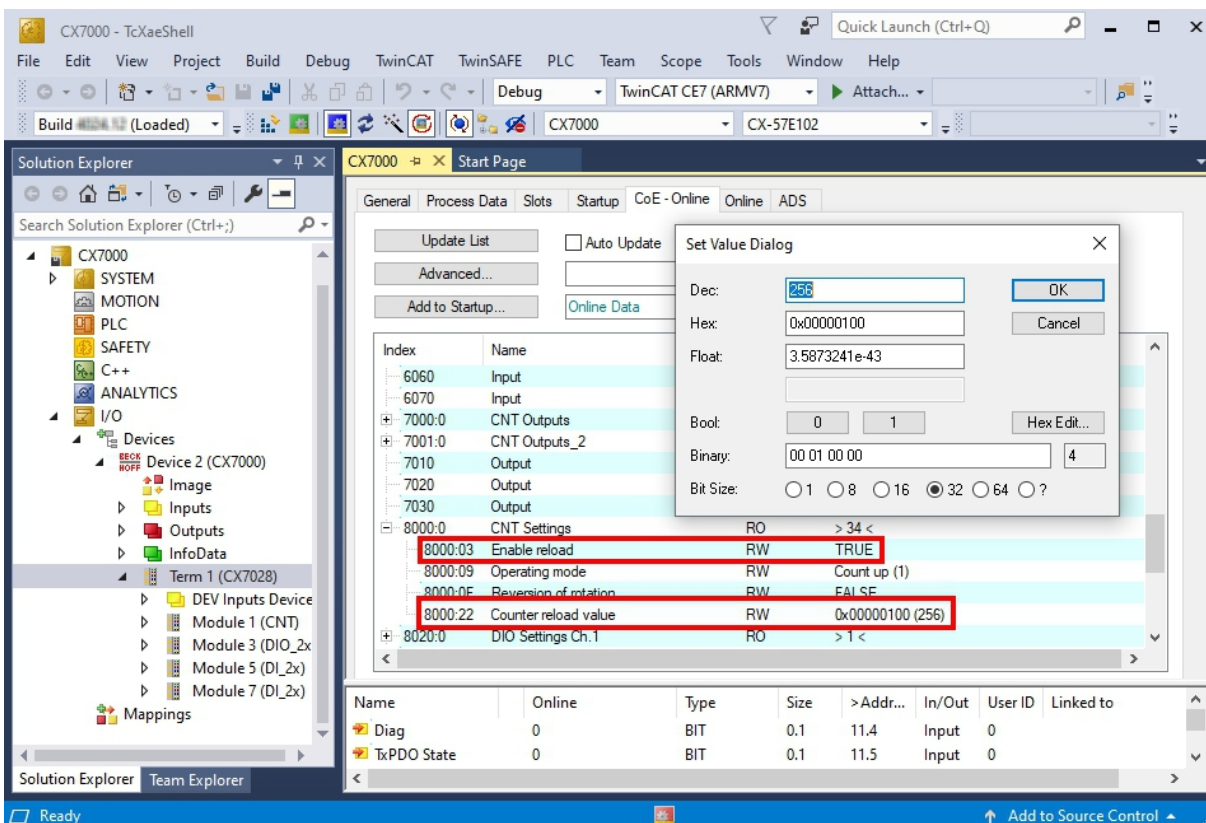 CX7000 - TcXaeShell
Quick Launch (Ctrl+Q)
File Edit View Project Build Debug TwinCAT TwinSAFE PLC Team Scope Tools Window Help
Debug TwinCAT CE7 (ARMV7) Attach...
Build (Loaded) CX7000 CX-57E102
Solution Explorer
Search Solution Explorer (Ctrl+;)
CX7000
SYSTEM
MOTION
PLC
SAFETY
C++
ANALYTICS
I/O
Devices
BECK
HOFF
Device 2 (CX7000)
Image
Inputs
Outputs
InfoData
Term 1 (CX7028)
DEV Inputs Device
Module 1 (CNT)
Module 3 (DIO_2x
Module 5 (DI_2x)
Module 7 (DI_2x)
Mappings
Solution Explorer Team Explorer
CX7000 Start Page
General Process Data Slots Startup CoE - Online Online ADS
Update List Auto Update
Advanced...
Add to Startup... Online Data
Index Name
6060 Input
6070 Input
7000:0 CNT Outputs
7001:0 CNT Outputs_2
7010 Output
7020 Output
7030 Output
8000:0 CNT Settings RO > 34 <
8000:03 Enable reload RW TRUE
8000:09 Operating mode RW Count up (1)
8000:0E Reversion of rotation RW FALSE
8000:22 Counter reload value RW 0x00000100 (256)
8020:0 DIO Settings Ch.1 RO > 1 <
Set Value Dialog
Dec: 256 OK
Hex: 0x00000100 Cancel
Float: 3.5873241e-43
Bool: 0 1 Hex Edit...
Binary: 00 01 00 00 4
Bit Size: 1 8 16 32 64 ?
Name Online Type Size >Addr... In/Out User ID Linked to
Diag 0 BIT 0.1 11.4 Input 0
TxPDO State 0 BIT 0.1 11.5 Input 0
Ready Add to Source Control